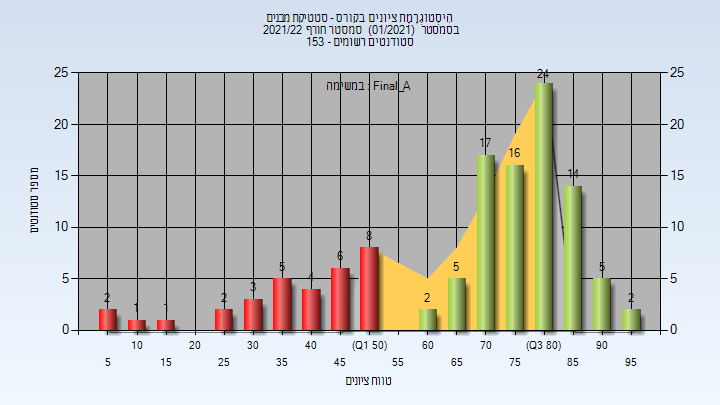 היסטוגרמת ציונים בקורס - סטטיקת מבנים
בסמסטר (01/2021) סמסטר חורף 2021/22
סטודנטים רשומים - 153
במשימה : Final_A
25 25
20 20
15 15
10 10
5 5
0 0
מספר סטודנטים
2 1 1 2 3 5 4 6 8 2 5 17 16 24 14 5 2
10 20 30 40 (Q1 50) 60 70 (Q3 80) 90
5 15 25 35 45 55 65 75 85 95
טווח ציונים